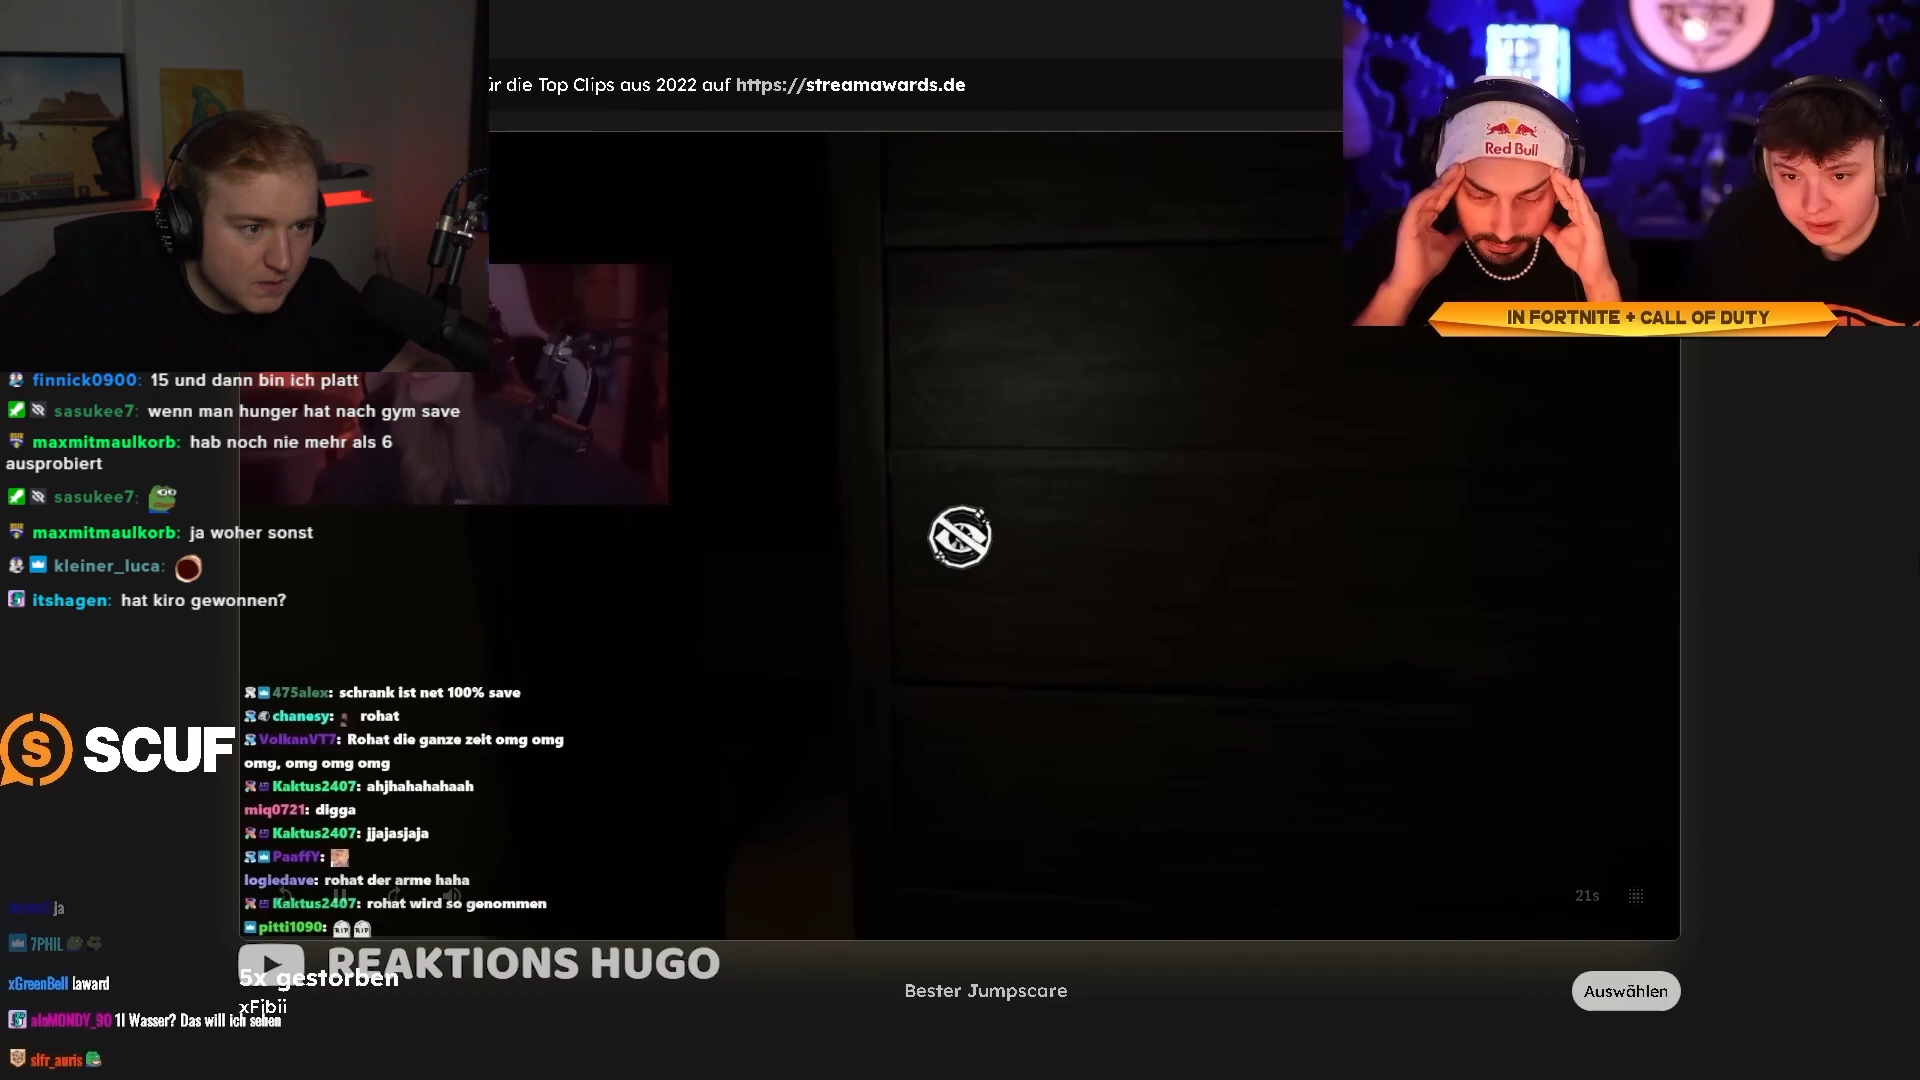 ür die Top Clips aus 2022 auf https://streamawards.de
Red Bull
IN FORTNITE + CALL OF DUTY
finnick0900: 15 und dann bin ich platt
sasukee7: wenn man hunger hat nach gym save
maxmitmaulkorb: hab noch nie mehr als 6
ausprobiert
sasukee7:
maxmitmaulkorb: ja woher sonst
kleiner_luca:
itshagen: hat kiro gewonnen?
475alex: schrank ist net 100% save
chanesy: rohat
VolkanVT7: Rohat die ganze zeit omg omg
omg, omg omg omg
Kaktus2407: ahjhahahahaah
miq0721: digga
Kaktus2407: jjajasjaja
PaaffY:
logiedave: rohat der arme haha
Kaktus2407: rohat wird so genommen
pitti1090: RIP RIP
S SCUF
21s
ja
7PHIL
xGreenBell laward
aloMONDY_90 1l Wasser? Das will ich sehen
slfr_auris
REAKTIONS HUGO
5x gestorben
xFibii
Bester Jumpscare
Auswählen